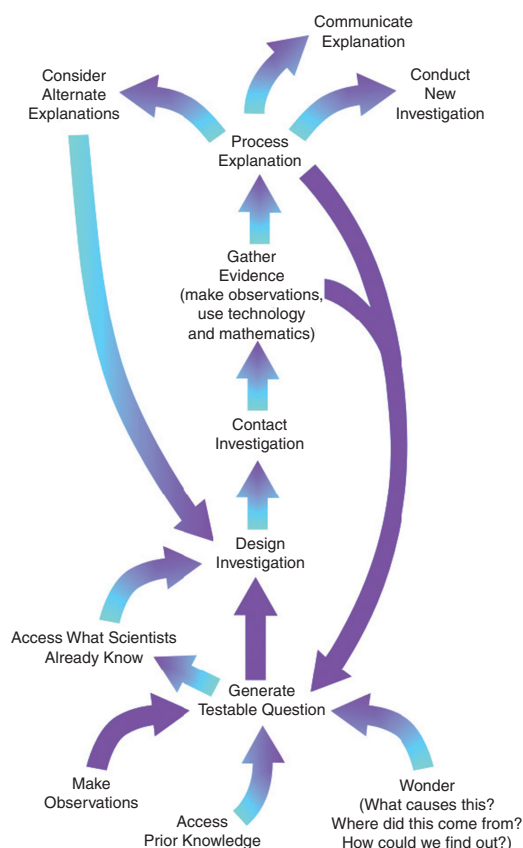 Communicate
Explanation
Consider
Alternate
Explanations
Conduct
New
Investigation
Process
Explanation
Gather
Evidence
(make observations,
use technology
and mathematics)
Contact
Investigation
Design
Investigation
Access What Scientists
Already Know
Generate
Testable Question
Make
Observations
Access
Prior Knowledge
Wonder
(What causes this?
Where did this come from?
How could we find out?)